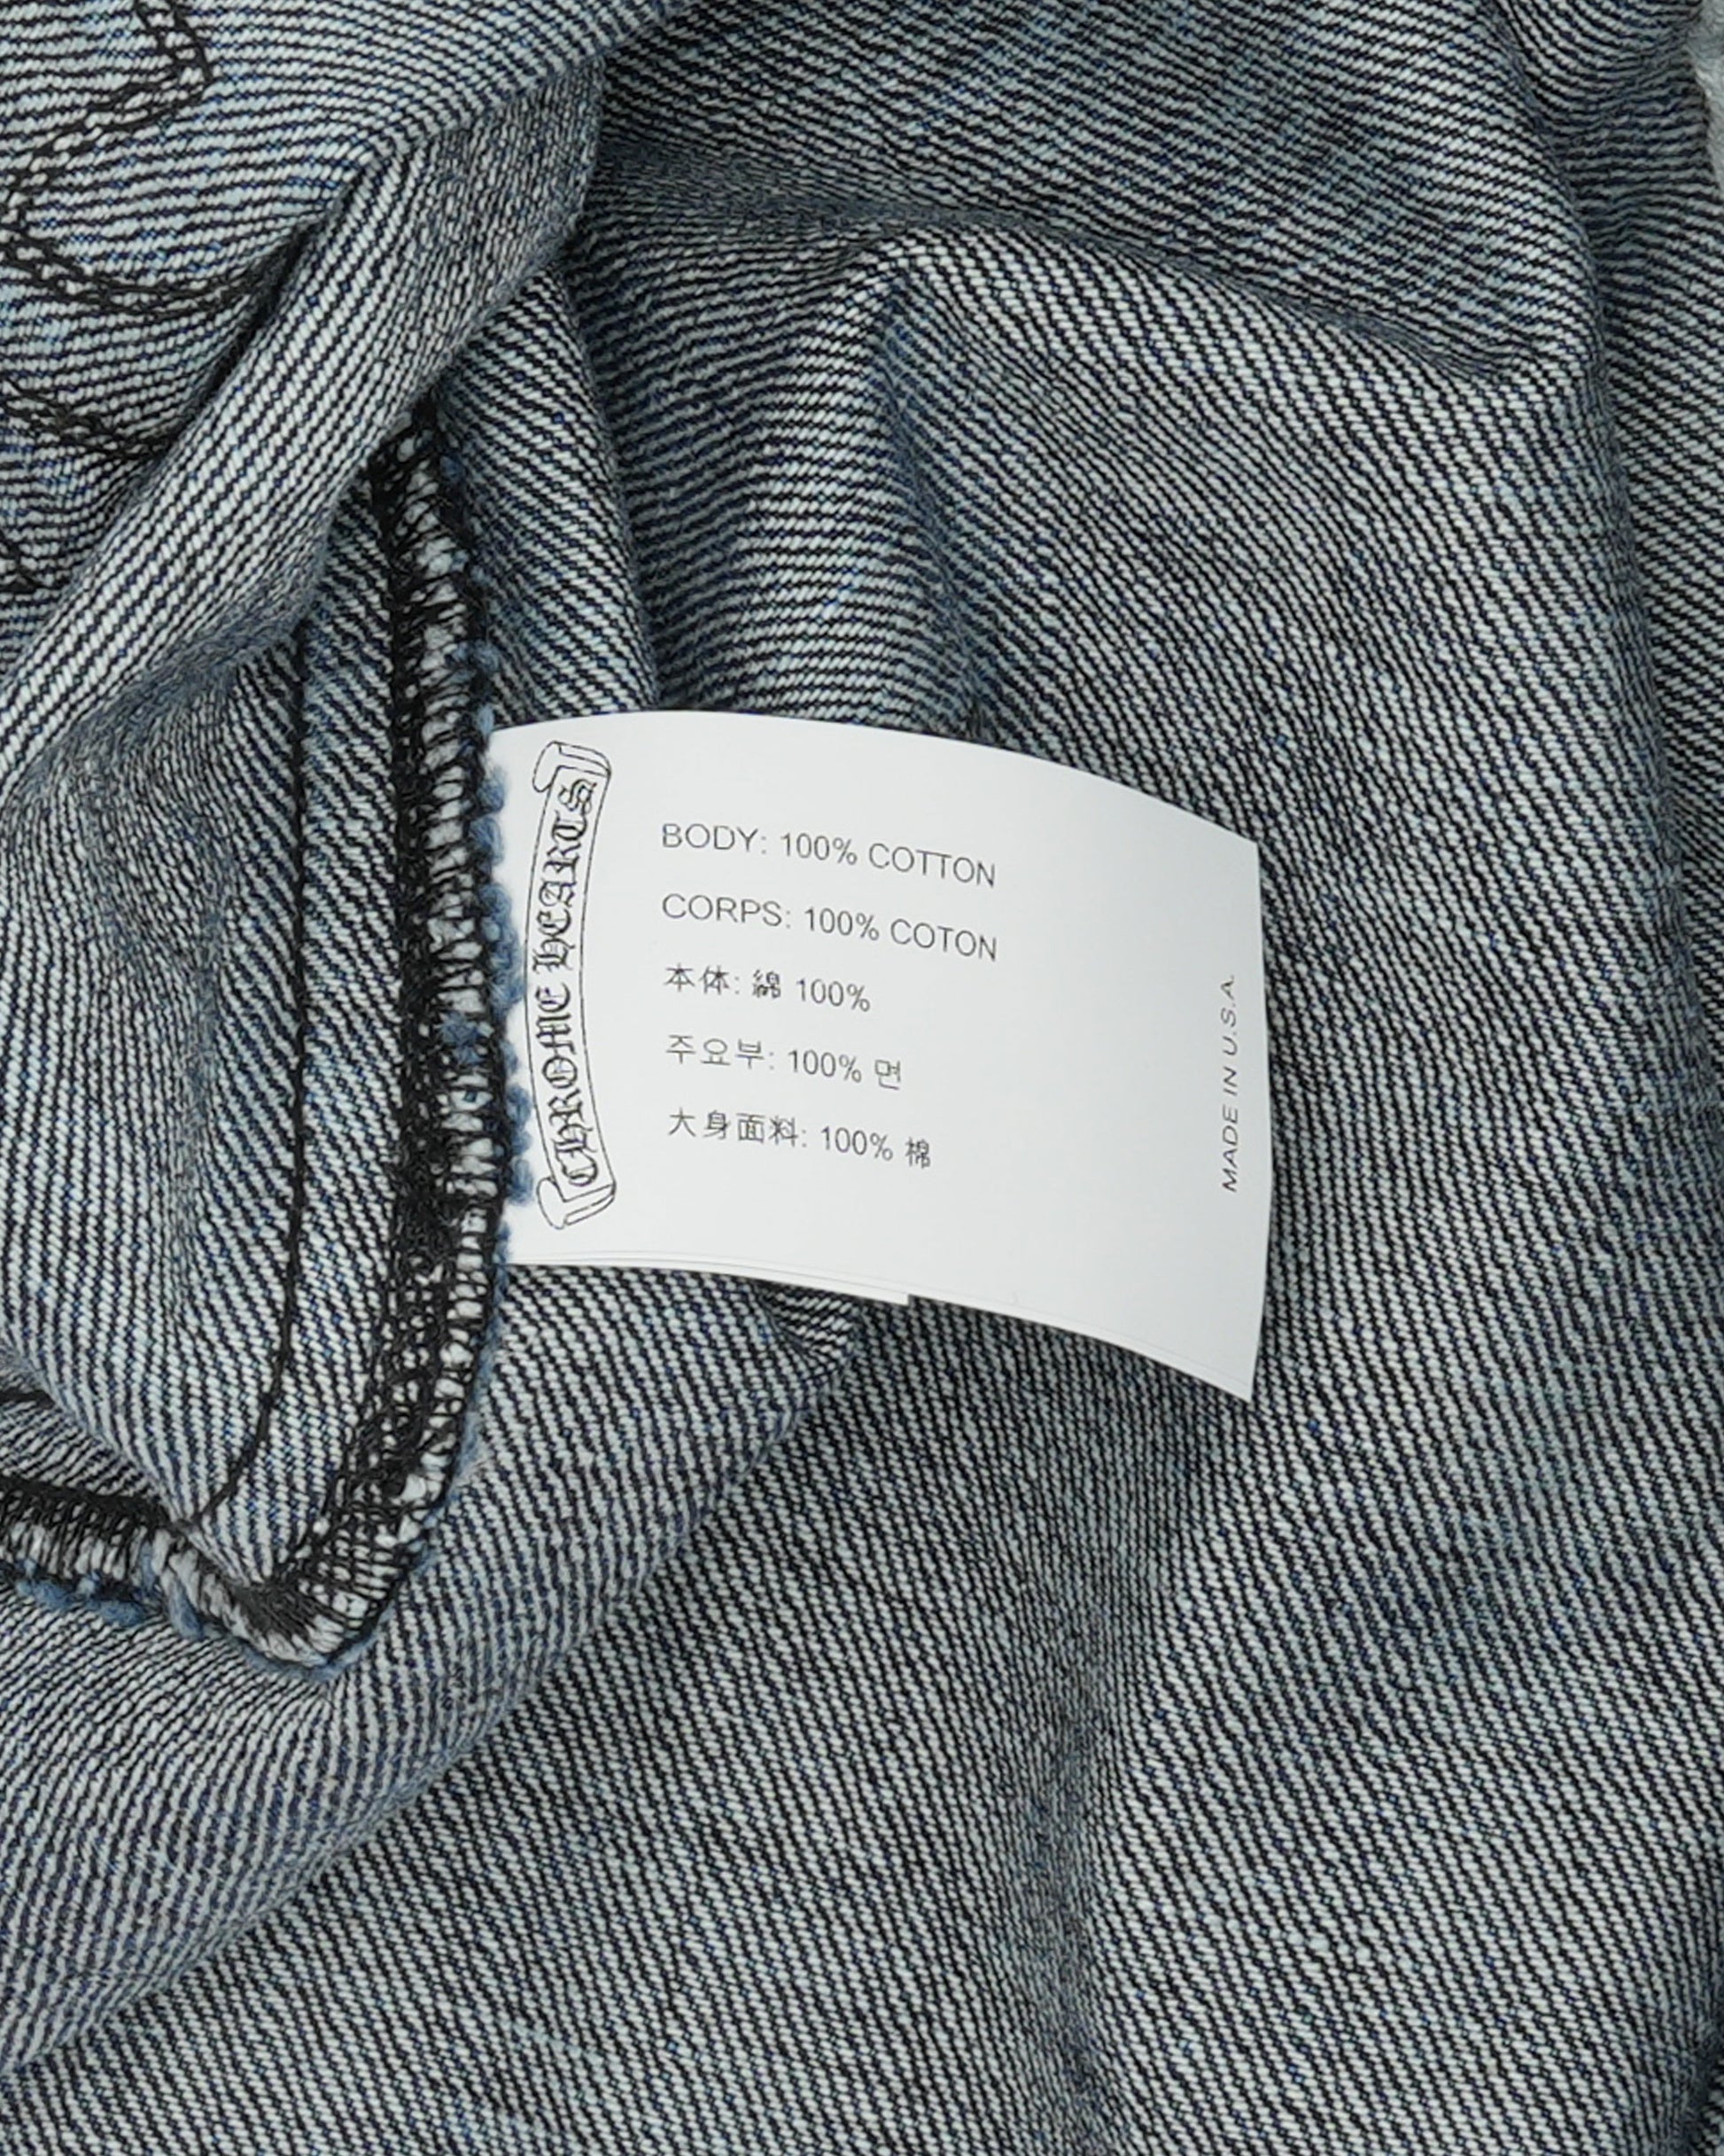 CHROME HEARTS
BODY: 100% COTTON
CORPS: 100% COTON
本体: 綿 100%
주요부: 100% 면
大身面料: 100% 棉
MADE IN U.S.A.